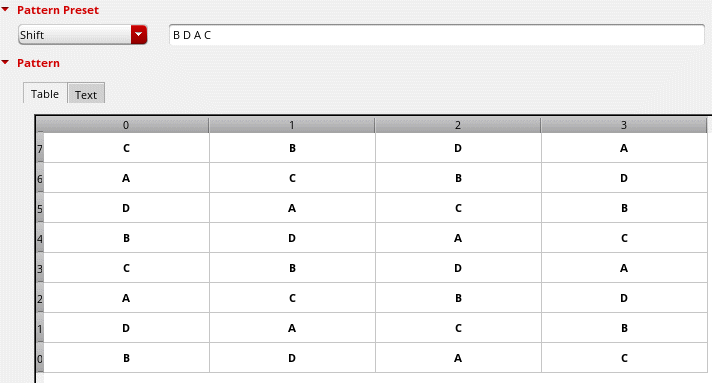 Pattern Preset
Shift B D A C
Pattern
Table Text
0 1 2 3
7 C B D A
6 A C B D
5 D A C B
4 B D A C
3 C B D A
2 A C B D
1 D A C B
0 B D A C